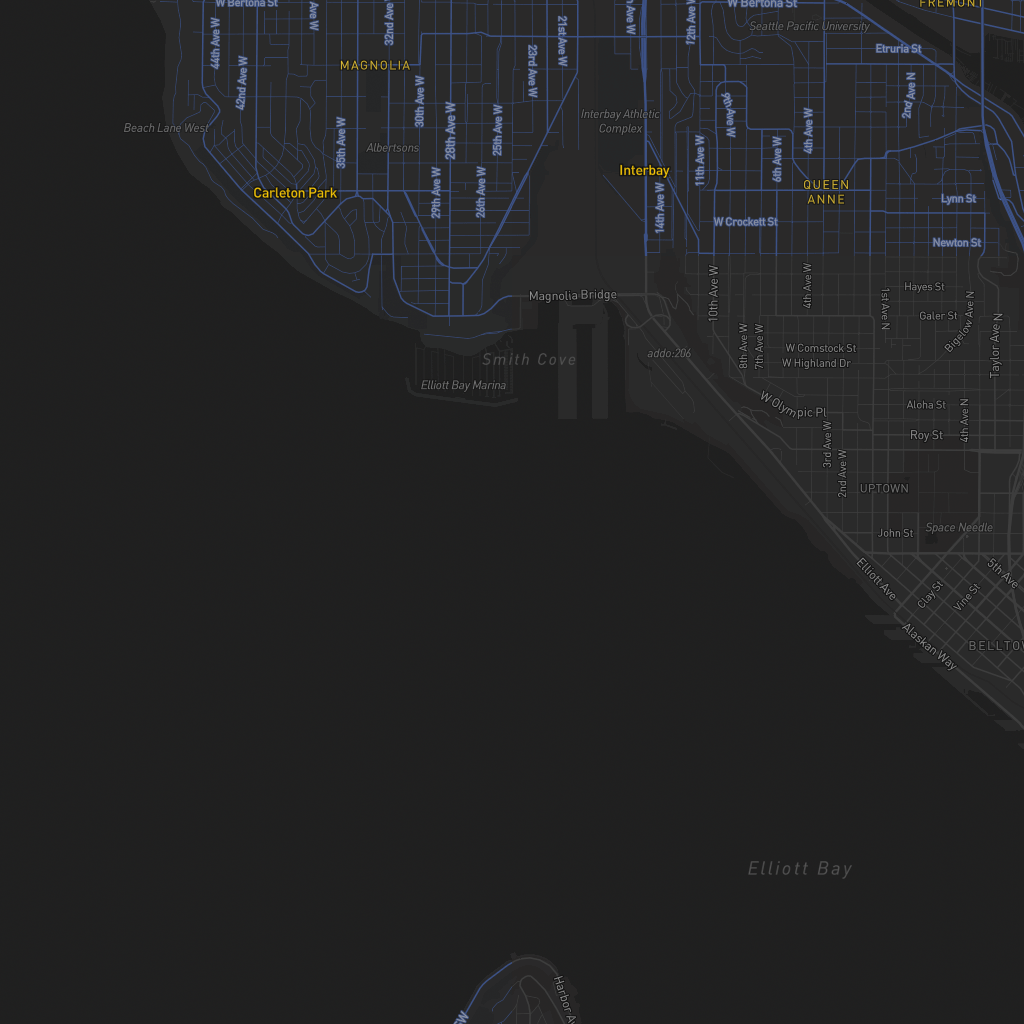 W Bertona St
W Bertona St
FREMONT
Ave W
32nd Ave
21st Ave W
12th Ave W
Seattle Pacific University
44th Ave W
Etruria St
MAGNOLIA
42nd Ave W
23rd Ave W
30th Ave W
2nd Ave N
Interbay Athletic
Complex
9th Ave W
4th Ave W
Beach Lane West
35th Ave W
28th Ave W
25th Ave W
Albertsons
11th Ave W
6th Ave W
Interbay
Carleton Park
29th Ave W
26th Ave W
14th Ave W
QUEEN
ANNE
Lynn St
W Crockett St
Newton St
10th Ave W
4th Ave W
Hayes St
Magnolia Bridge
1st Ave N
Galer St
Bigelow Ave N
Taylor Ave N
8th Ave W
7th Ave W
W Comstock St
W Highland Dr
addo:206
Smith Cove
Elliott Bay Marina
W Olympic Pl
Aloha St
4th Ave N
Roy St
3rd Ave W
2nd Ave W
UPTOWN
Space Needle
John St
Elliott Ave
5th Ave
Clay St
Vine St
Alaskan Way
BELLTO
Elliott Bay
Harbor A
SW